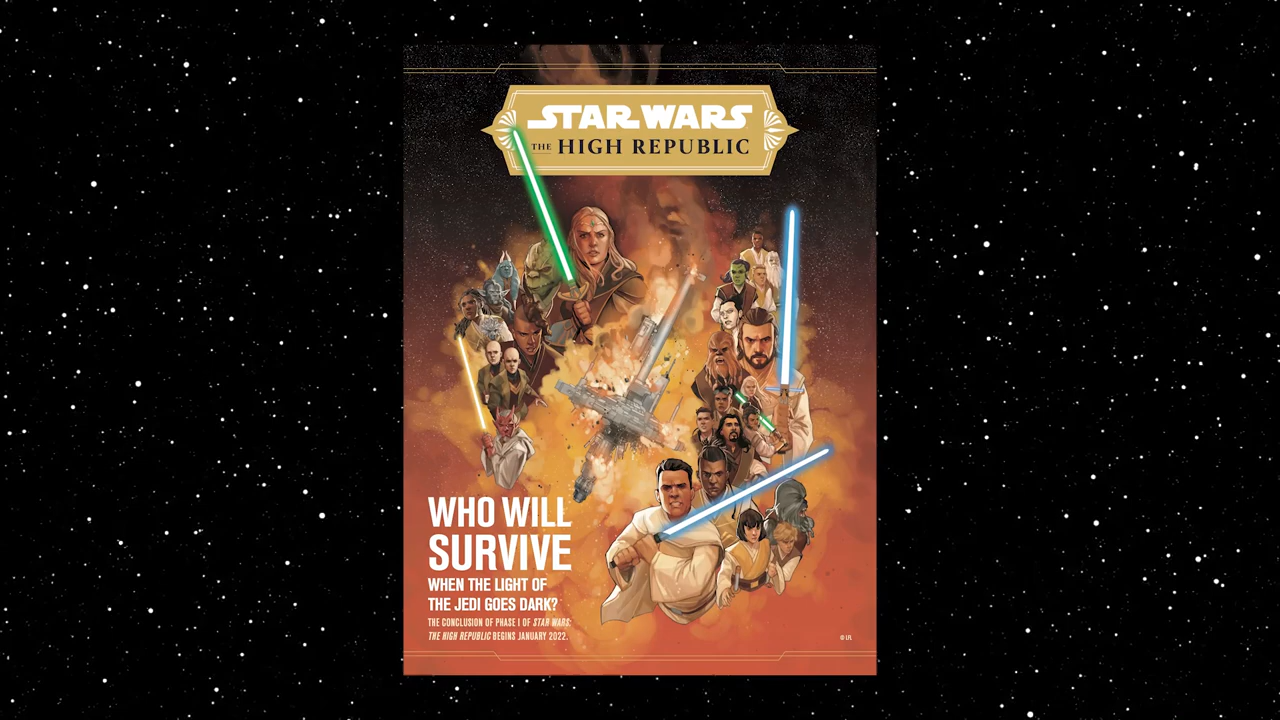 STAR WARS
THE HIGH REPUBLIC
WHO WILL
SURVIVE
WHEN THE LIGHT OF
THE JEDI GOES DARK?
THE CONCLUSION OF PHASE I OF STAR WARS:
THE HIGH REPUBLIC BEGINS JANUARY 2022.
© LFL